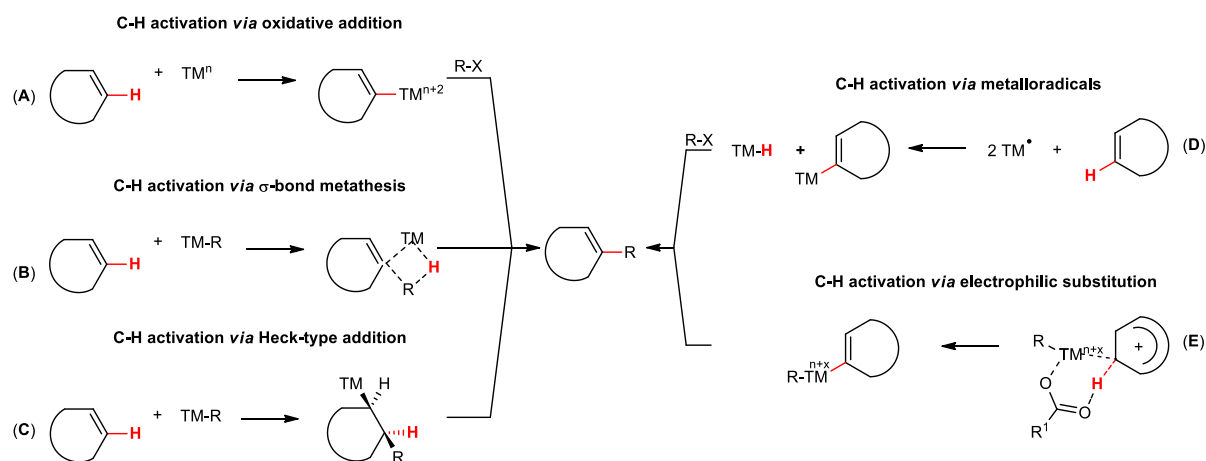 C-H activation via oxidative addition
(A)
H
+
TMⁿ
TMⁿ⁺²
R-X
C-H activation via σ-bond metathesis
(B)
H
+
TM-R
TM
H
R
C-H activation via Heck-type addition
(C)
H
+
TM-R
TM
H
H
R
R
C-H activation via metalloradicals
R-X
TM-H
+
TM
2 TM•
+
H
(D)
C-H activation via electrophilic substitution
R-TMⁿ⁺ˣ
R
TMⁿ⁺ˣ
+
H
O
O
R¹
(E)